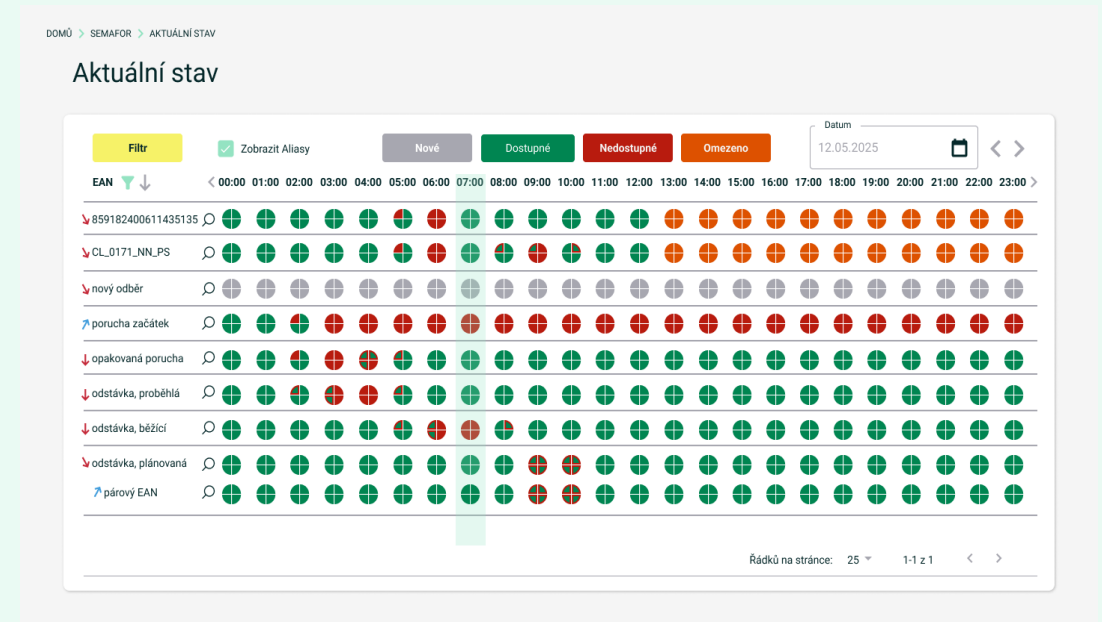 DOMŮ > SEMAFOR > AKTUÁLNÍ STAV
Aktuální stav
Datum
Filtr Zobrazit Aliasy Nové Dostupné Nedostupné Omezeno 12.05.2025
EAN 00:00 01:00 02:00 03:00 04:00 05:00 06:00 07:00 08:00 09:00 10:00 11:00 12:00 13:00 14:00 15:00 16:00 17:00 18:00 19:00 20:00 21:00 22:00 23:00
859182400611435135
CL_0171_NN_PS
nový odběr
porucha začátek
opakovaná porucha
odstávka, proběhlá
odstávka, běžící
odstávka, plánovaná
párový EAN
Řádků na stránce: 25 1-1 z 1